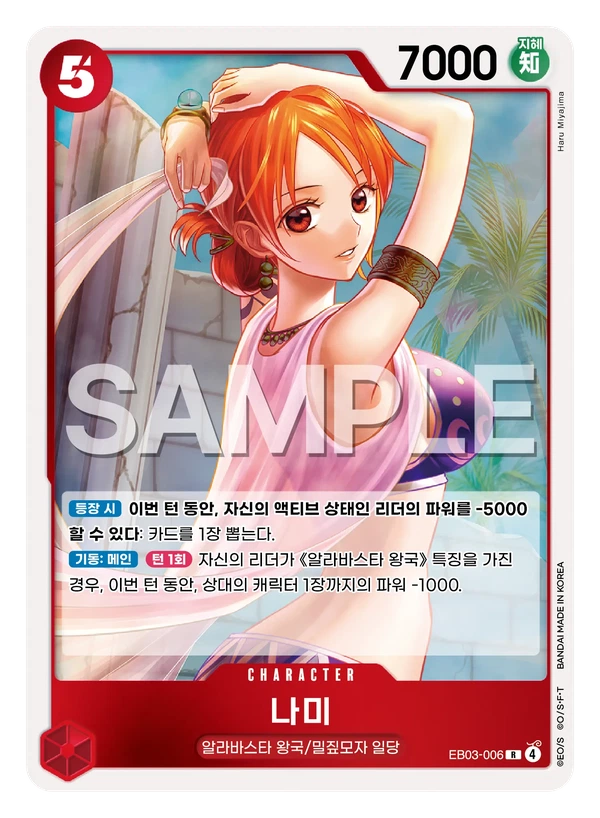 5
7000
지혜
知
Haru Miyajima
SAMPLE
등장 시 이번 턴 동안, 자신의 액티브 상태인 리더의 파워를 -5000
할 수 있다: 카드를 1장 뽑는다.
기동: 메인 턴 1회 자신의 리더가 《알라바스타 왕국》 특징을 가진
경우, 이번 턴 동안, 상대의 캐릭터 1장까지의 파워 -1000.
CHARACTER
나미
알라바스타 왕국/밀짚모자 일당
EB03-006 R 4
©EO/S ©O/S·F·T BANDAI MADE IN KOREA